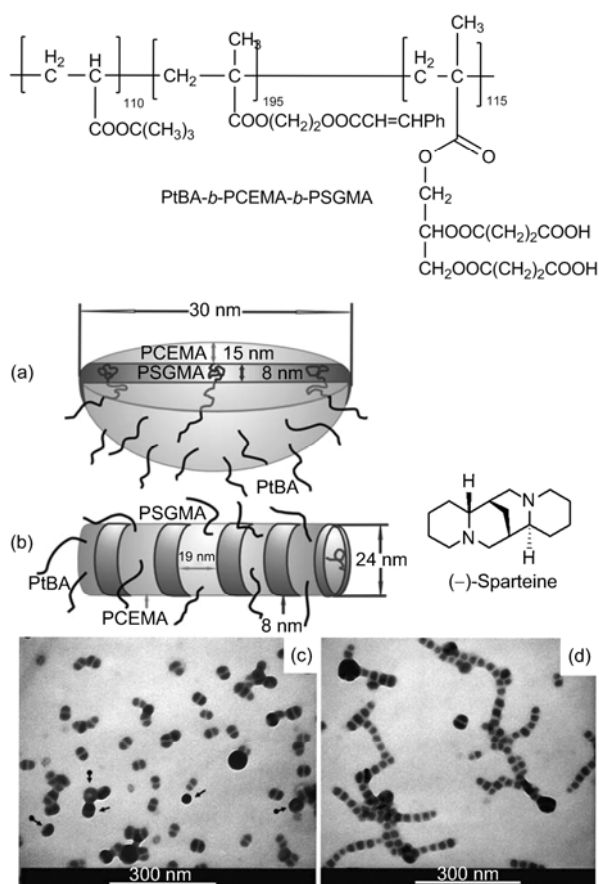 H₂
C
H
C
110
COOC(CH₃)₃
CH₂
CH₃
C
195
COO(CH₂)₂OOCCH=CHPh
H₂
C
CH₃
C
115
O
O
CH₂
CHOOC(CH₂)₂COOH
CH₂OOC(CH₂)₂COOH
PtBA-b-PCEMA-b-PSGMA
30 nm
(a)
PCEMA 15 nm
PSGMA 8 nm
PtBA
(b)
PSGMA
19 nm
24 nm
PtBA
PCEMA
8 nm
H
N
N
H
(−)-Sparteine
(c)
300 nm
(d)
300 nm